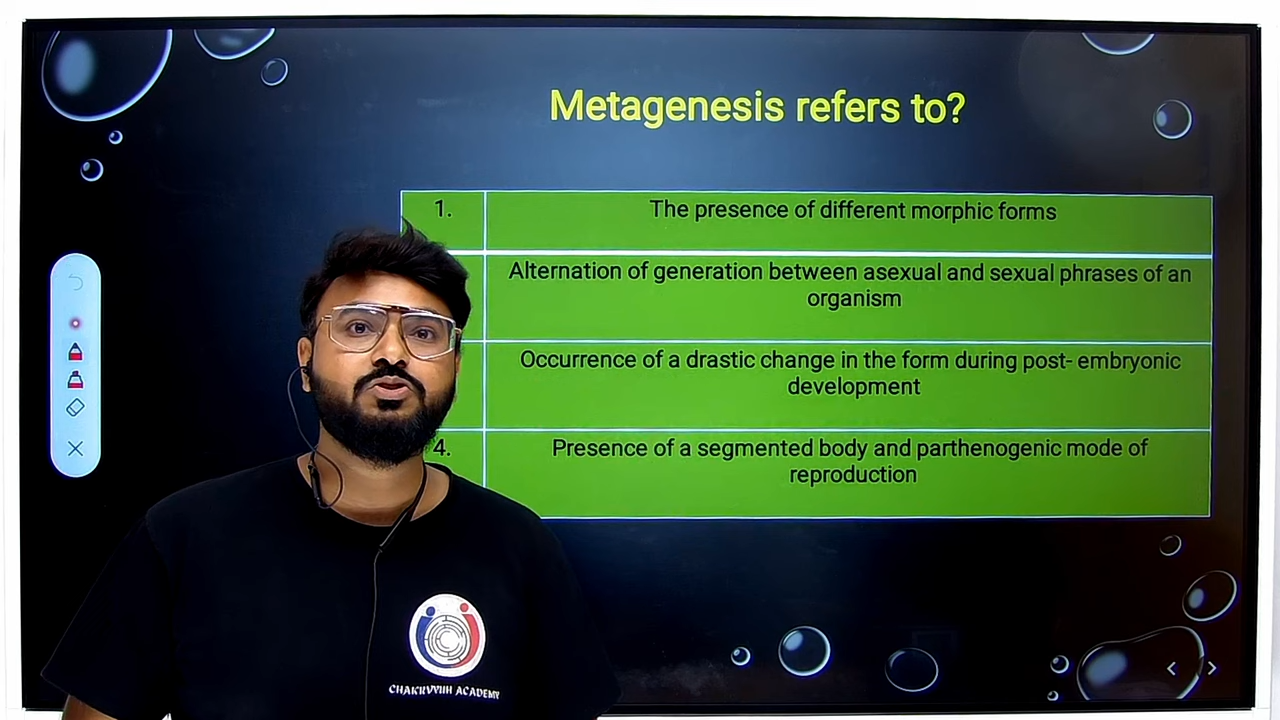 Metagenesis refers to?
1. The presence of different morphic forms
Alternation of generation between asexual and sexual phrases of an
organism
Occurrence of a drastic change in the form during post- embryonic
development
4. Presence of a segmented body and parthenogenic mode of
reproduction
CHAKRVYUH ACADEMY